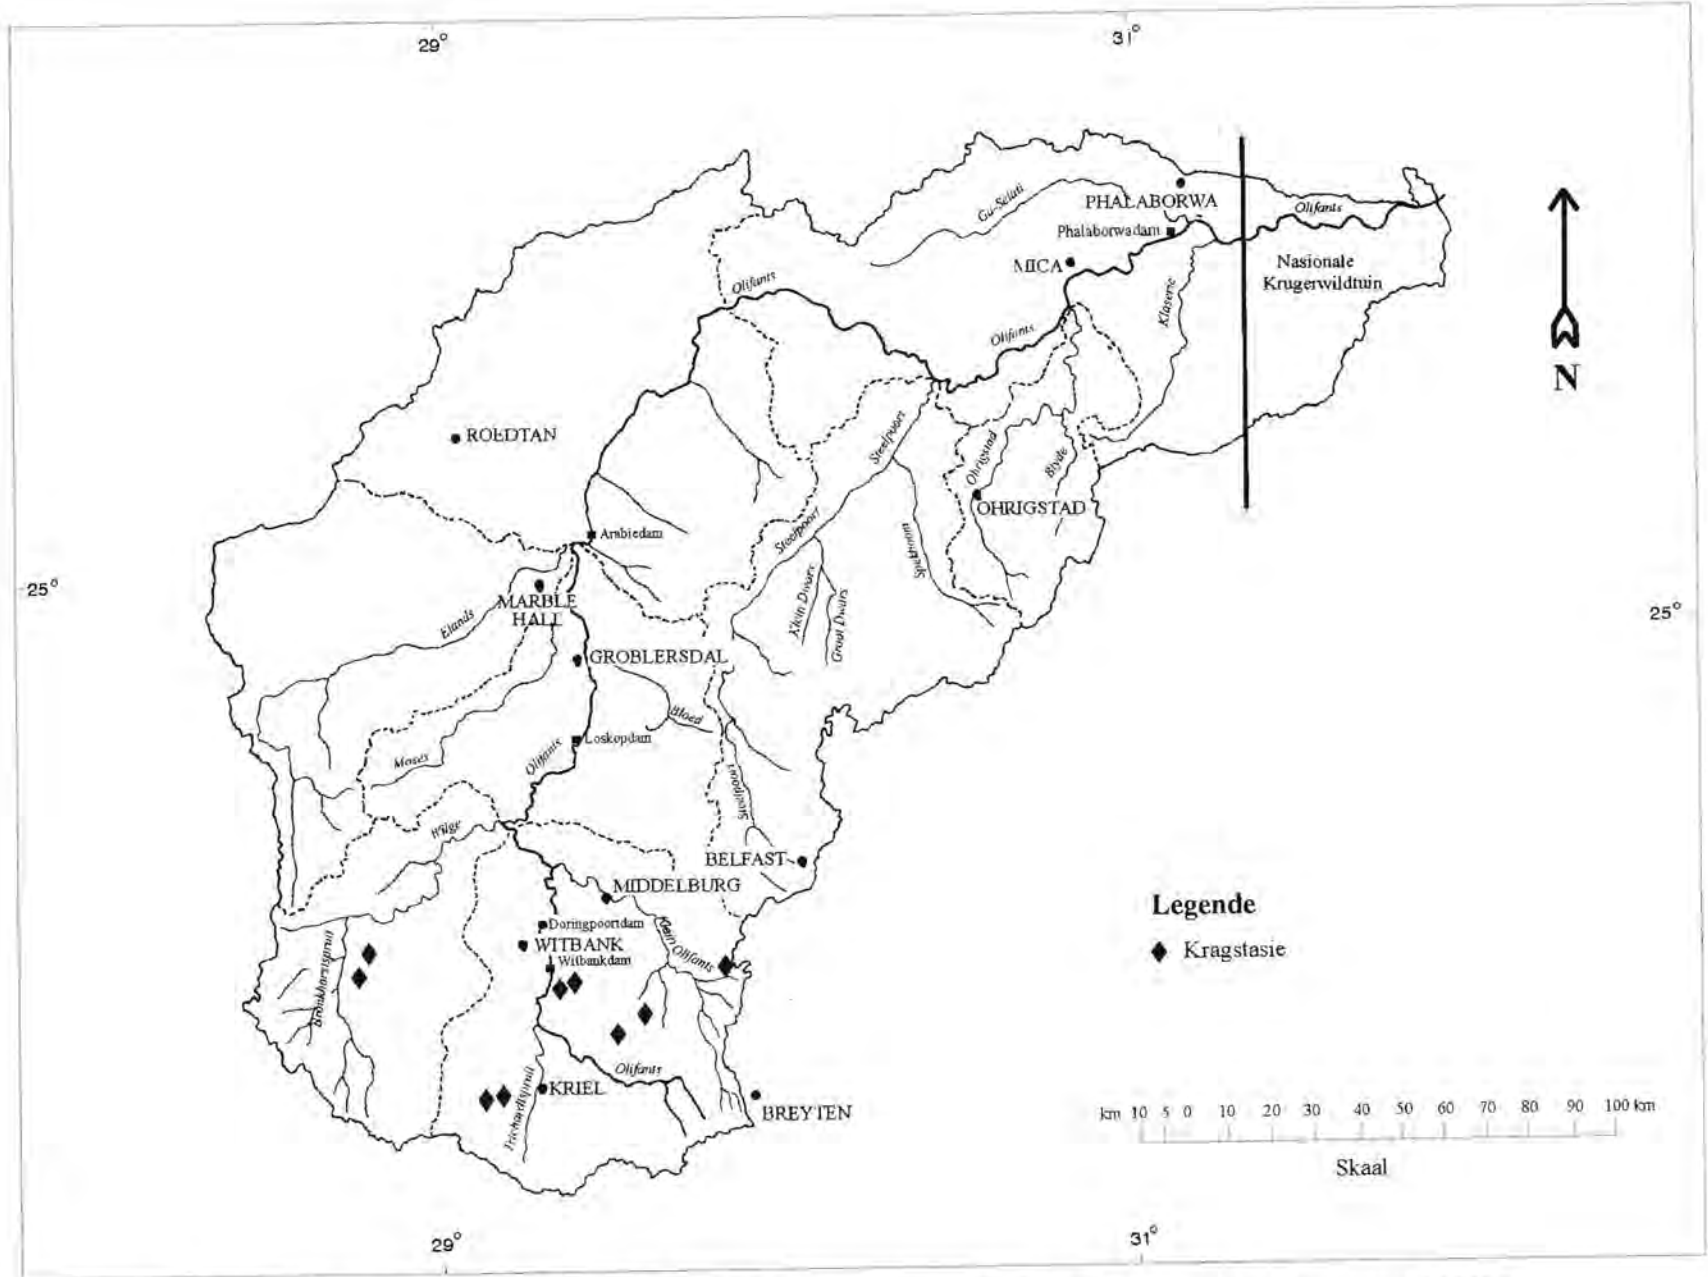 29°
31°
Ga-Selati
PHALABORWA
Olifants
Phalaborwadam
MICA
Nasionale
Krugerwildtuin
Olifants
Klaserie
Olifants
N
ROEDTAN
Steelpoort
Ohrigstad
Blyde
OHRIGSTAD
Steelpoort
Spekboom
Arabiedam
25°
25°
MARBLE
HALL
Elands
Klein Dwars
Groot Dwars
GROBLERSDAL
Bloed
Loskopdam
Olifants
Moses
Steelpoort
Wilge
BELFAST
MIDDELBURG
Legende
Doringpoortdam
Klein Olifants
WITBANK
Witbankdam
Kragstasie
Bronkhorstspruit
Olifants
KRIEL
Trichardtspruit
BREYTEN
km 10 5 0 10 20 30 40 50 60 70 80 90 100 km
Skaal
29°
31°